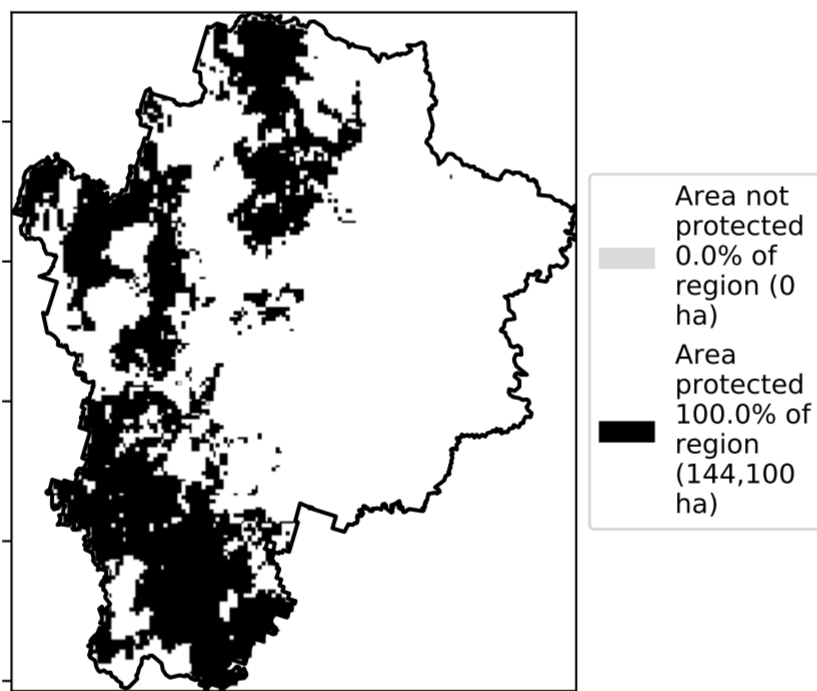 Area not
protected
0.0% of
region (0
ha)
Area
protected
100.0% of
region
(144,100
ha)